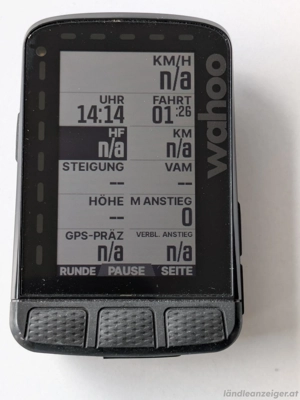 KM/H
n/a
UHR FAHRT
14:14 01:26
HF KM
n/a n/a
STEIGUNG VAM
-- --
HÖHE M ANSTIEG
-- 0
GPS-PRÄZ VERBL. ANSTIEG
n/a n/a
RUNDE PAUSE SEITE
wahoo
ländleanzeiger.at